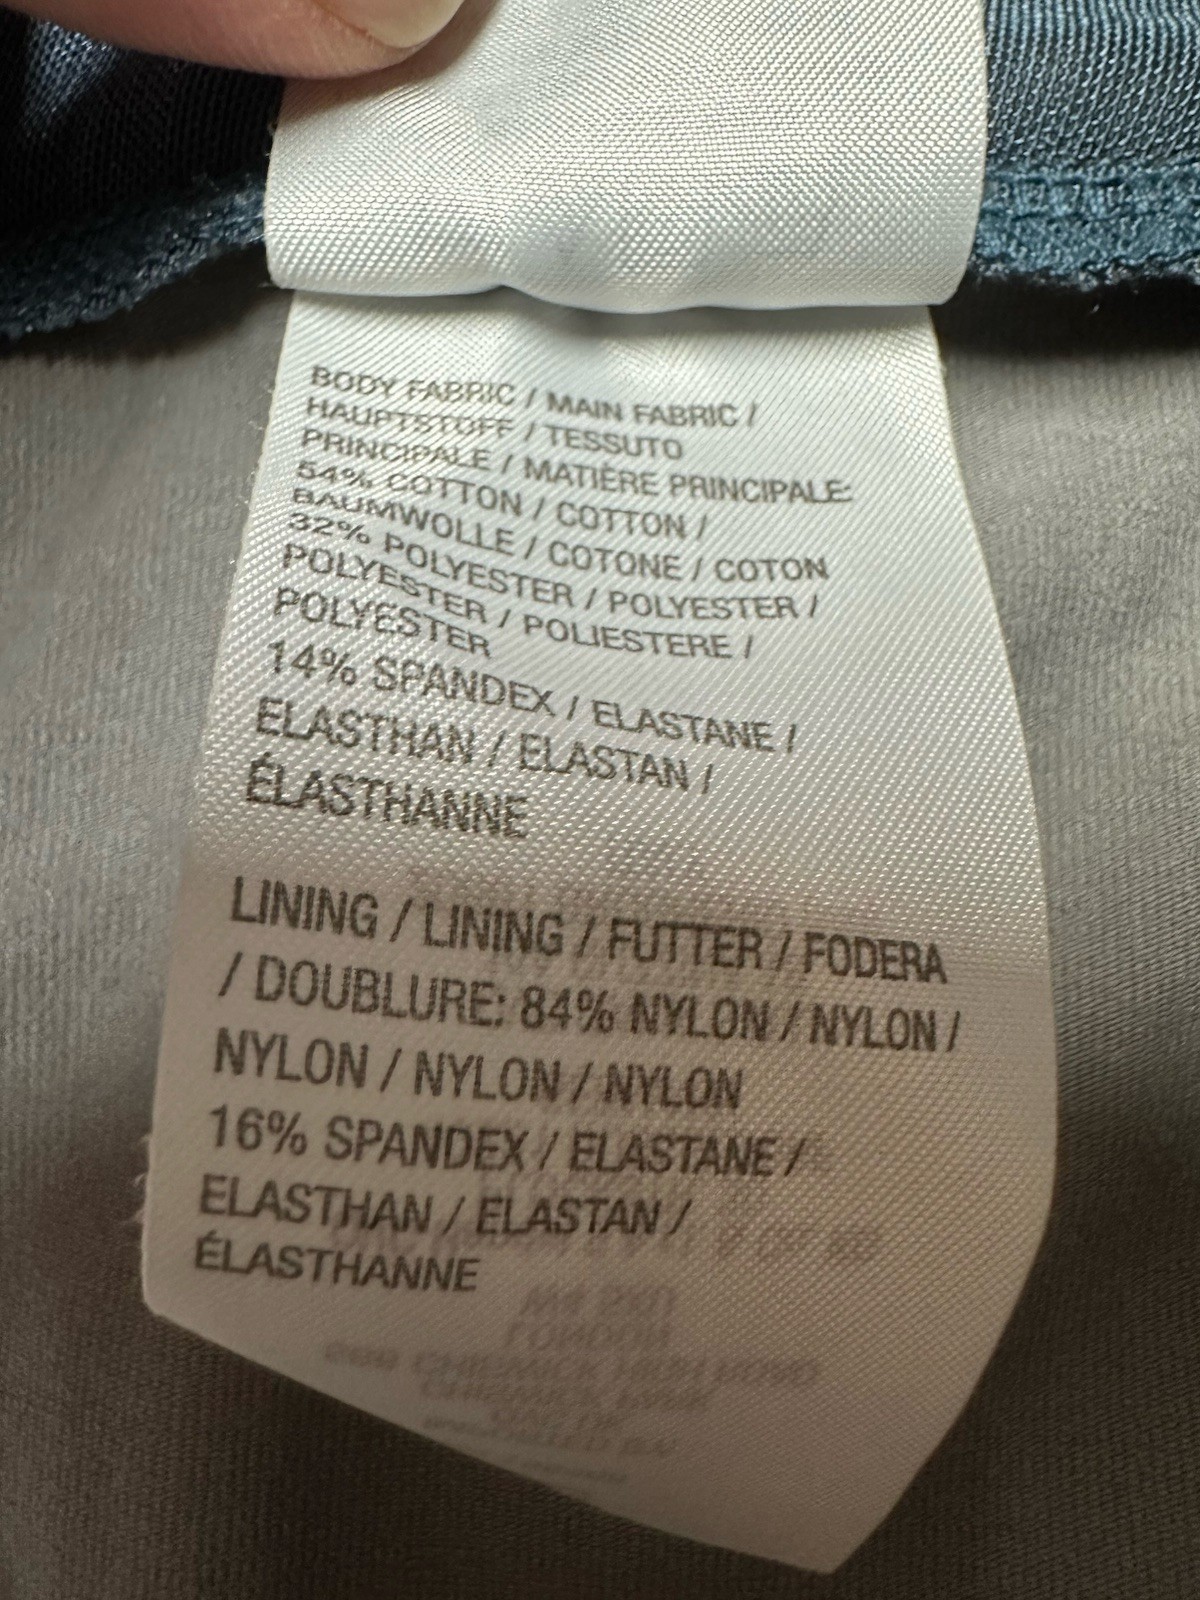 BODY FABRIC / MAIN FABRIC /
HAUPTSTOFF / TESSUTO
PRINCIPALE / MATIÈRE PRINCIPALE:
54% COTTON / COTTON /
BAUMWOLLE / COTONE / COTON
32% POLYESTER / POLYESTER /
POLYESTER / POLIESTERE /
POLYESTER
14% SPANDEX / ELASTANE /
ELASTHAN / ELASTAN /
ÉLASTHANNE
LINING / LINING / FUTTER / FODERA
/ DOUBLURE: 84% NYLON / NYLON /
NYLON / NYLON / NYLON
16% SPANDEX / ELASTANE /
ELASTHAN / ELASTAN /
ÉLASTHANNE